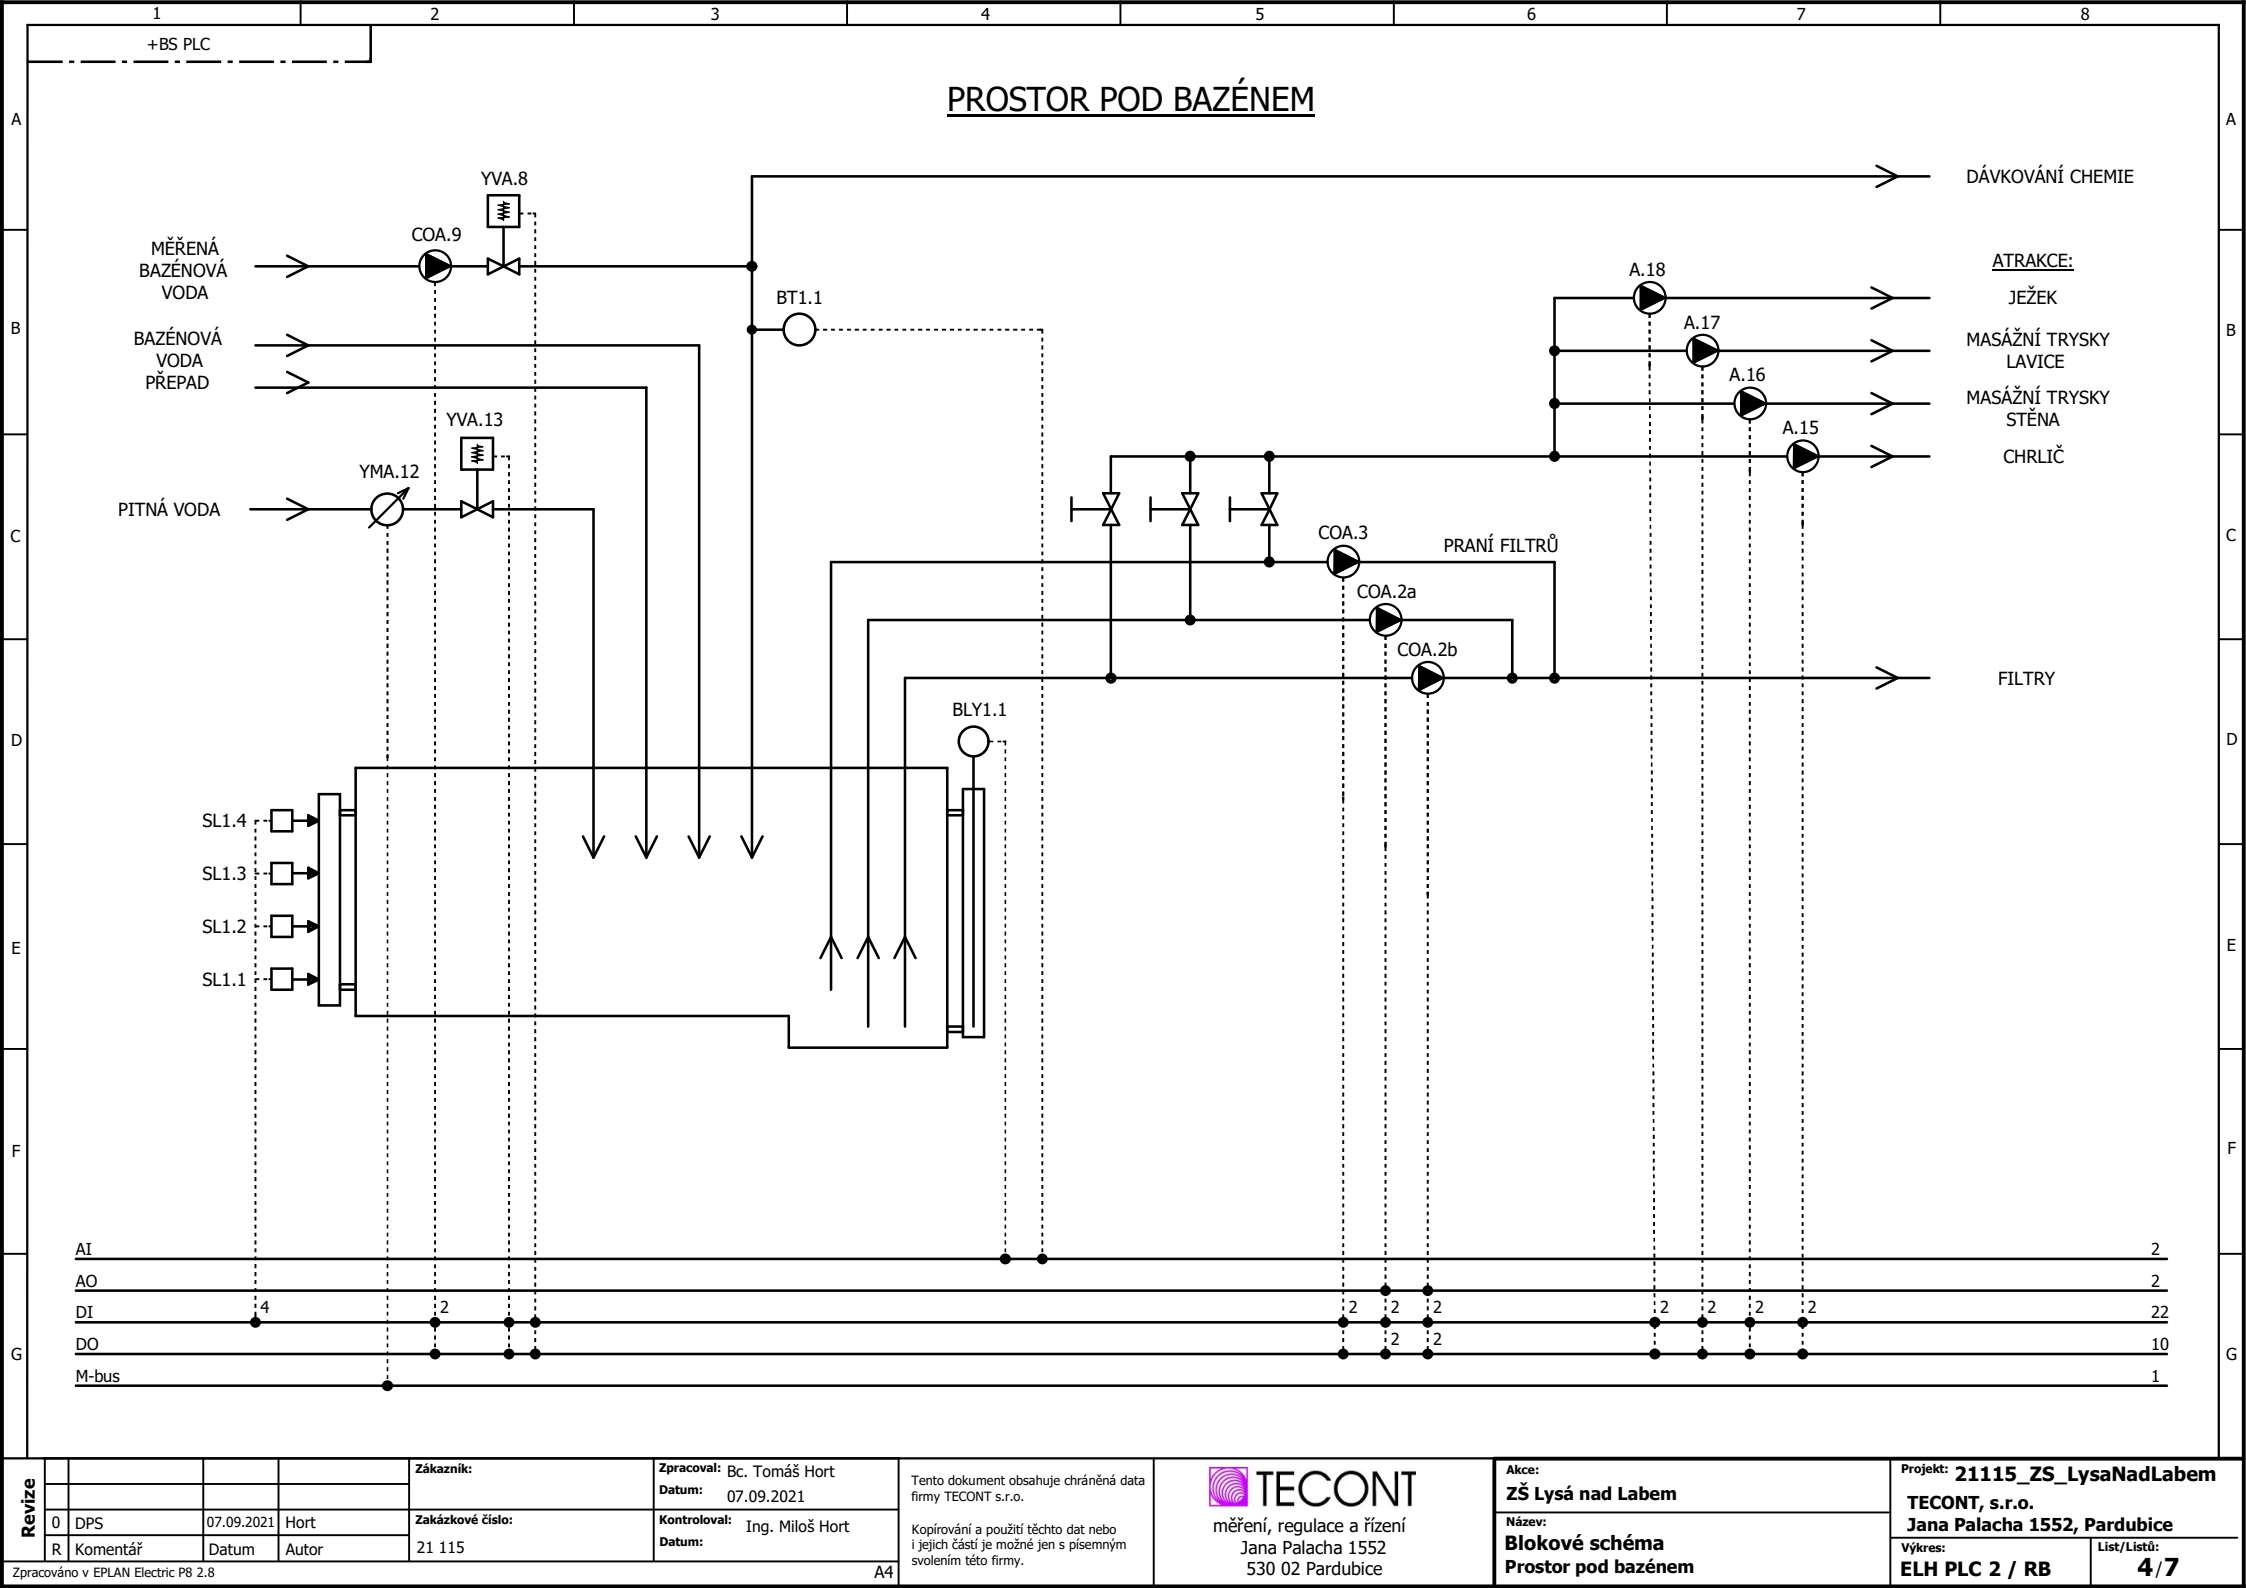 1 2 3 4 5 6 7 8
+BS PLC
PROSTOR POD BAZÉNEM
A A
DÁVKOVÁNÍ CHEMIE
YVA.8
COA.9
MĚŘENÁ
BAZÉNOVÁ
VODA
BT1.1
A.18
ATRAKCE:
JEŽEK
B B
BAZÉNOVÁ
VODA
PŘEPAD
A.17
MASÁŽNÍ TRYSKY
LAVICE
A.16
MASÁŽNÍ TRYSKY
STĚNA
YVA.13
A.15
CHRLIČ
YMA.12
PITNÁ VODA
C C
COA.3
PRANÍ FILTRŮ
COA.2a
COA.2b
FILTRY
BLY1.1
D D
SL1.4
SL1.3
SL1.2
SL1.1
E E
F F
AI 2
AO 2
DI 4 2 2 2 2 2 2 2 2 22
DO 2 2 10
G G
M-bus 1
Revize
0 DPS 07.09.2021 Hort
R Komentář Datum Autor
Zpracováno v EPLAN Electric P8 2.8
A4
Zákazník:
Zakázkové číslo:
21 115
Zpracoval: Bc. Tomáš Hort
Datum: 07.09.2021
Kontroloval: Ing. Miloš Hort
Datum:
Tento dokument obsahuje chráněná data
firmy TECONT s.r.o.
Kopírování a použití těchto dat nebo
i jejich částí je možné jen s písemným
svolením této firmy.
TECONT
měření, regulace a řízení
Jana Palacha 1552
530 02 Pardubice
Akce:
ZŠ Lysá nad Labem
Název:
Blokové schéma
Prostor pod bazénem
Projekt: 21115_ZS_LysaNadLabem
TECONT, s.r.o.
Jana Palacha 1552, Pardubice
Výkres:
ELH PLC 2 / RB
List/Listů:
4/7